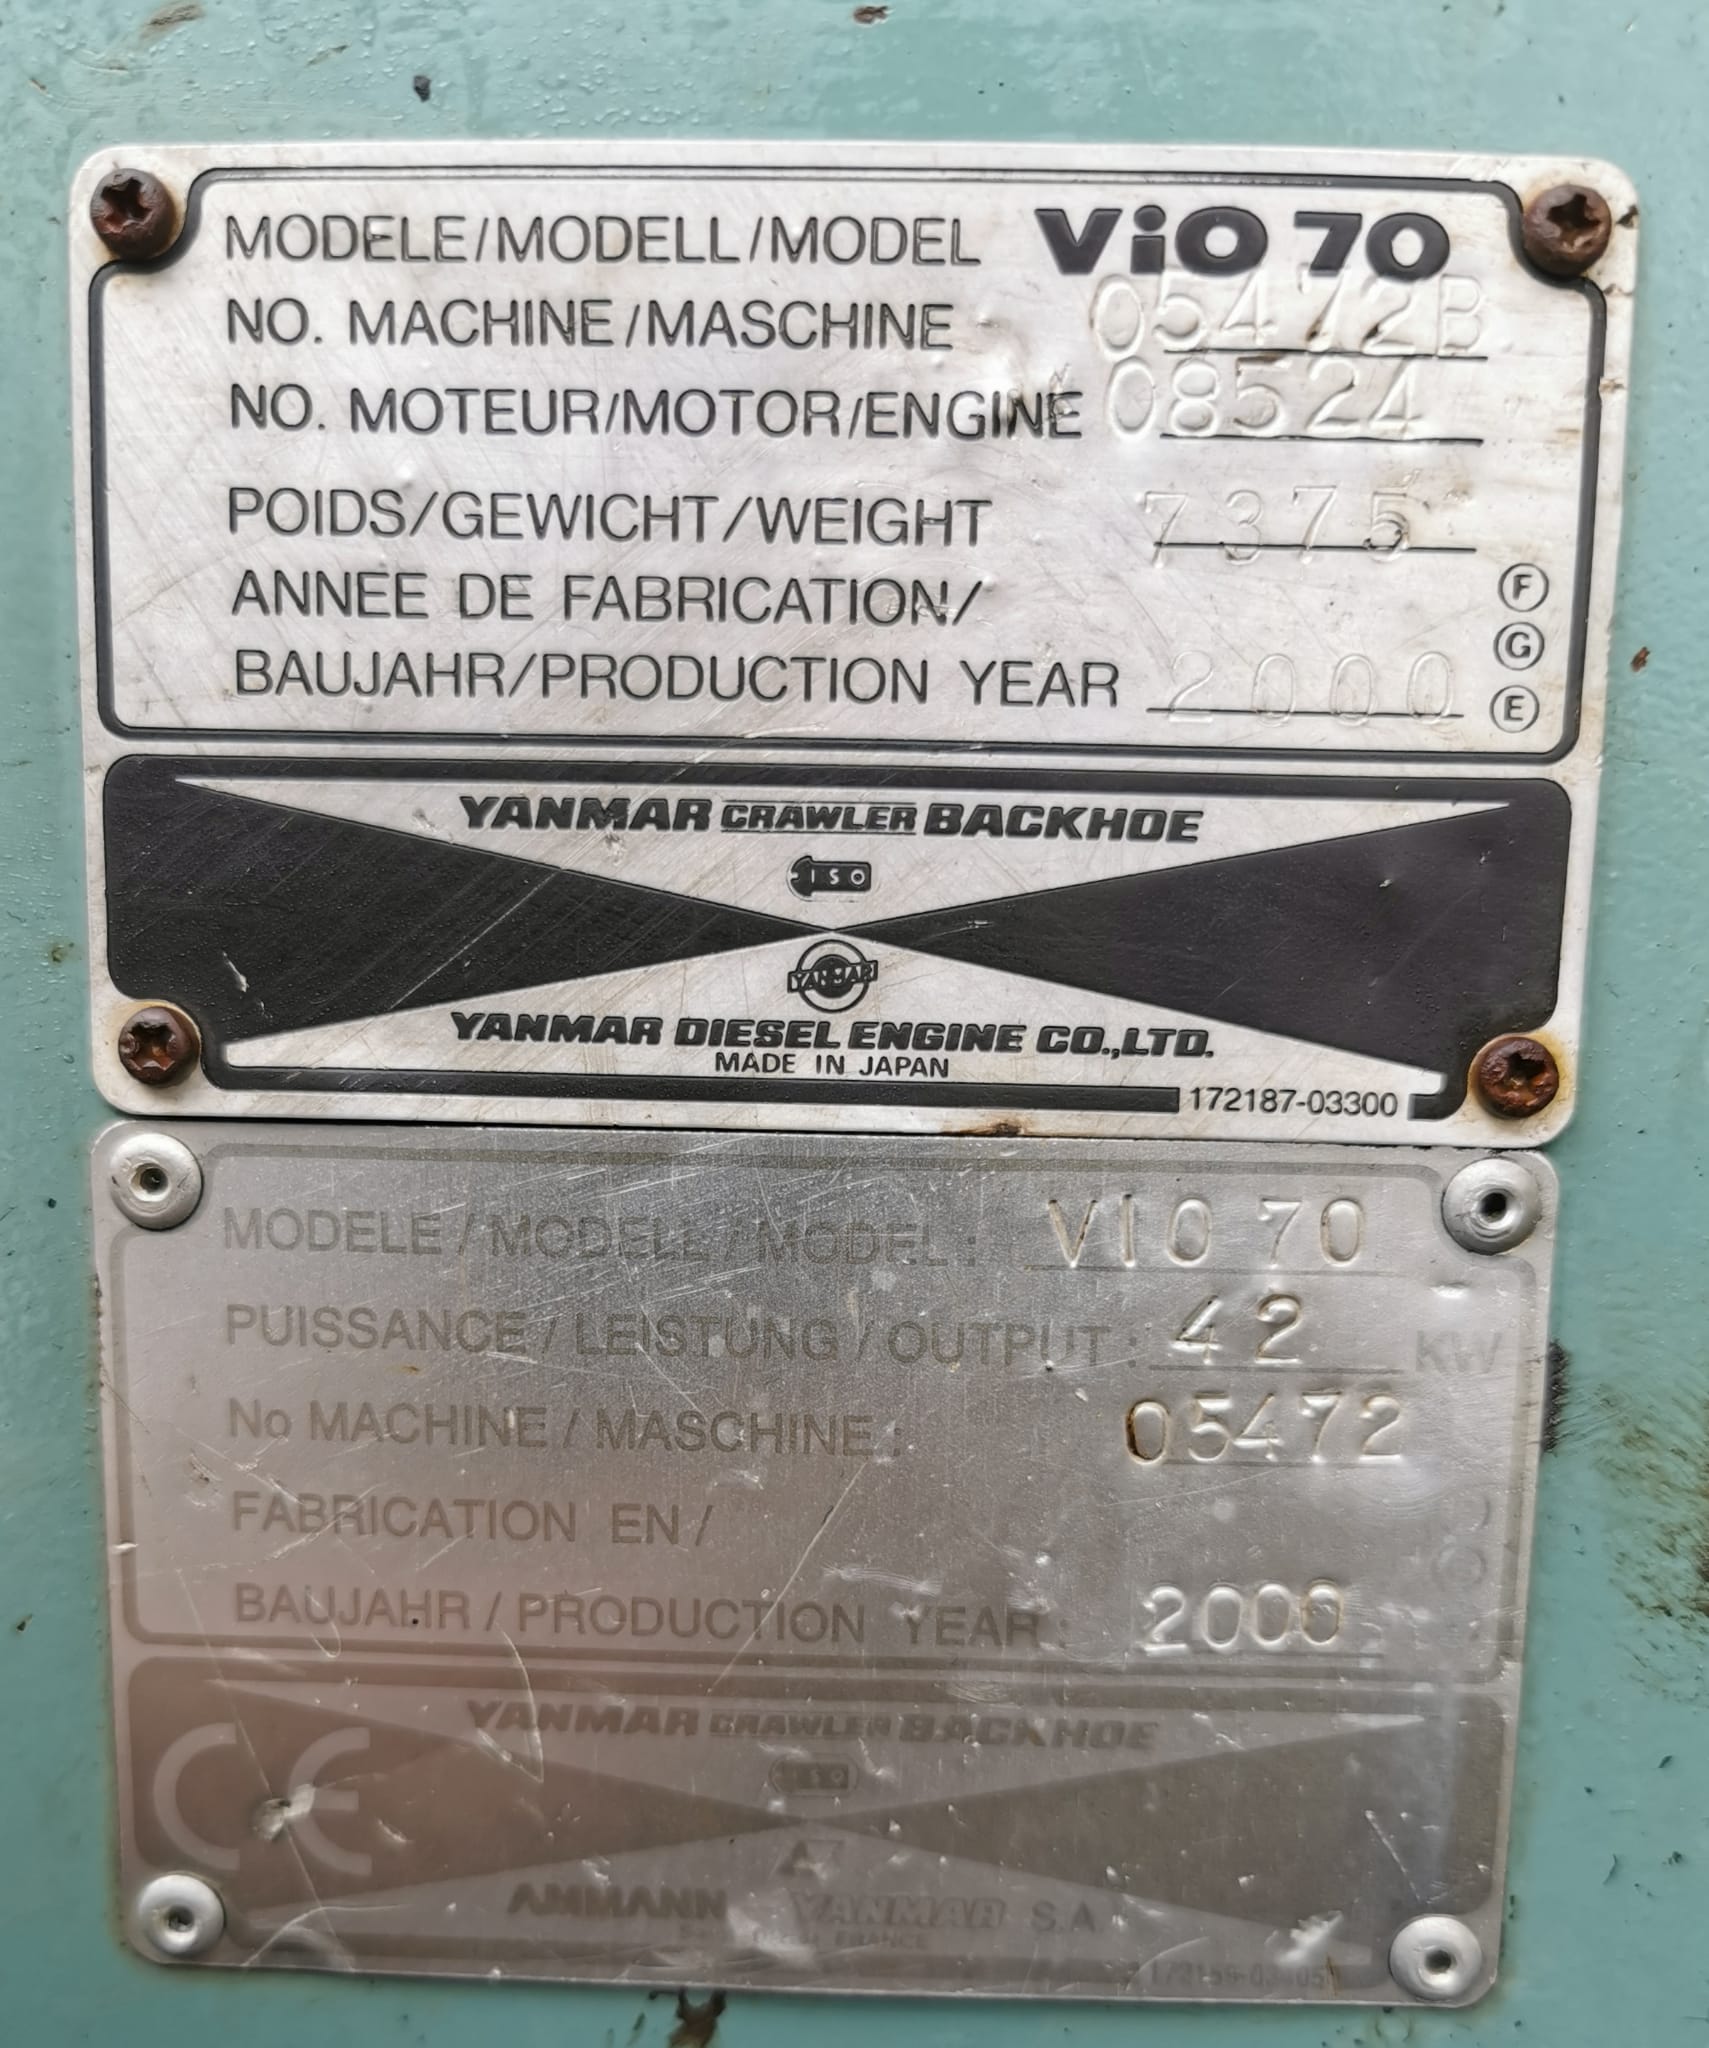 MODELE/MODELL/MODEL ViO 70
NO. MACHINE/MASCHINE 05472B
NO. MOTEUR/MOTOR/ENGINE 08524
POIDS/GEWICHT/WEIGHT 7375
ANNEE DE FABRICATION/
BAUJAHR/PRODUCTION YEAR 2000
F
G
E
YANMAR CRAWLER BACKHOE
ISO
YANMAR
YANMAR DIESEL ENGINE CO.,LTD.
MADE IN JAPAN
172187-03300
MODELE / MODELL / MODEL : VIO 70
PUISSANCE / LEISTUNG / OUTPUT : 42 KW
No MACHINE / MASCHINE : 05472
FABRICATION EN /
BAUJAHR / PRODUCTION YEAR : 2000
YANMAR CRAWLER BACKHOE
CE
ISO
AMMANN YANMAR S.A.
FRANCE